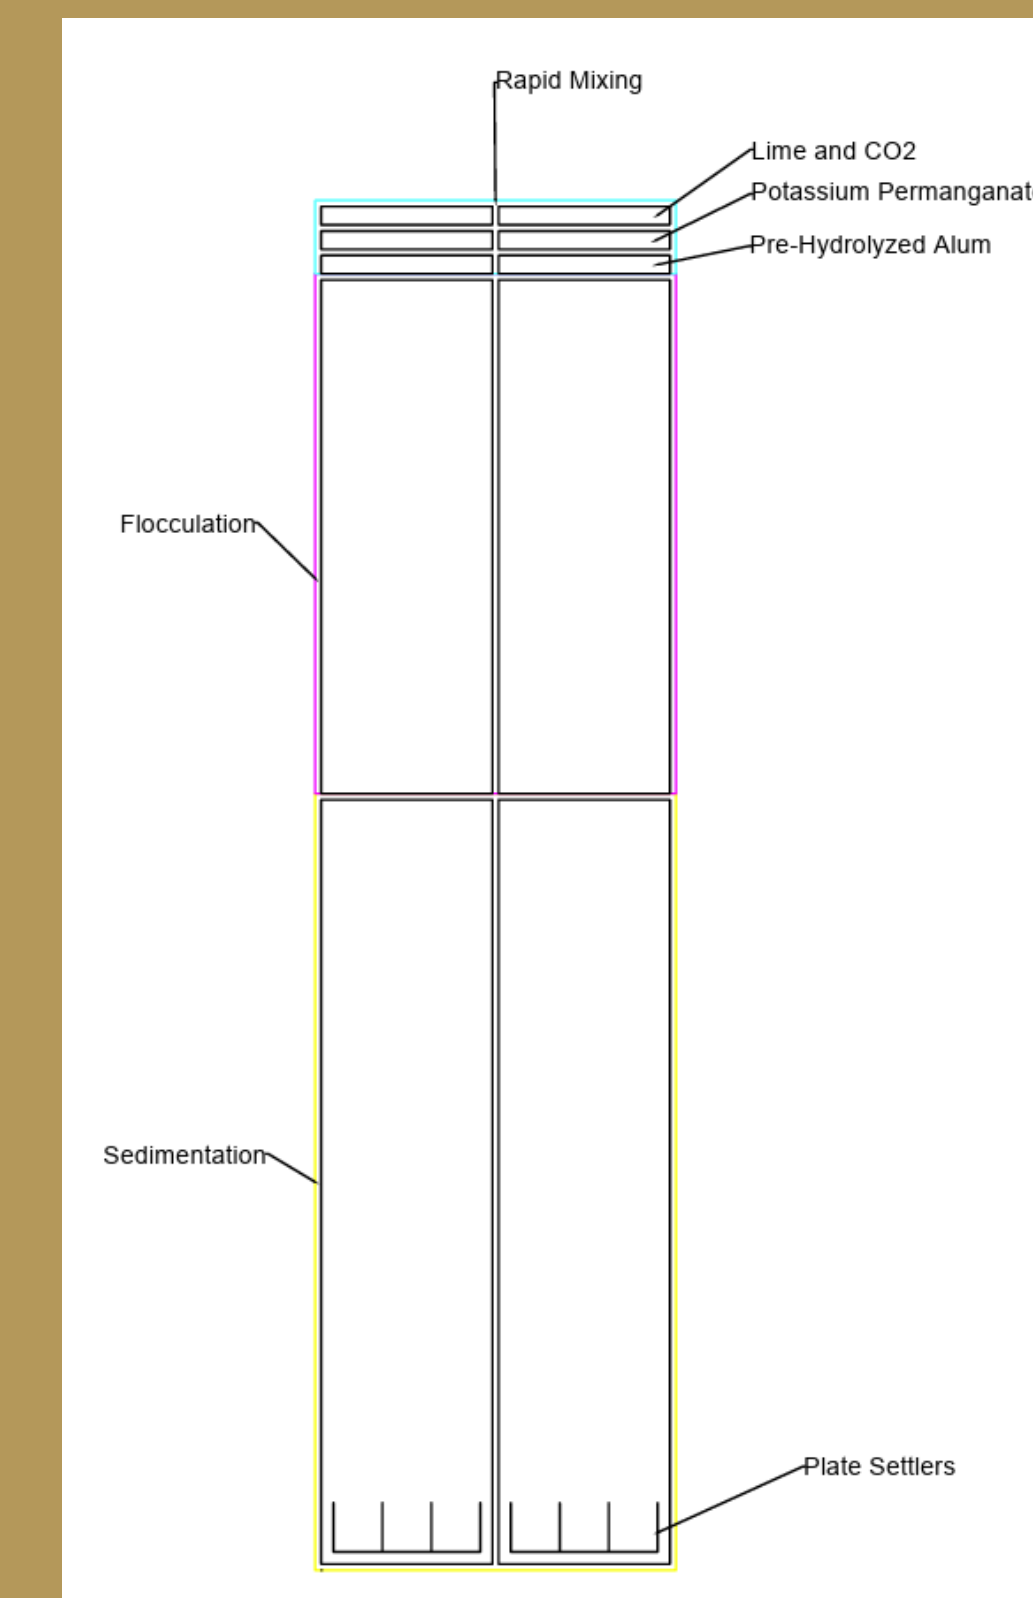 Rapid Mixing
Lime and CO2
Potassium Permanganat
Pre-Hydrolyzed Alum
Flocculation
Sedimentation
Plate Settlers